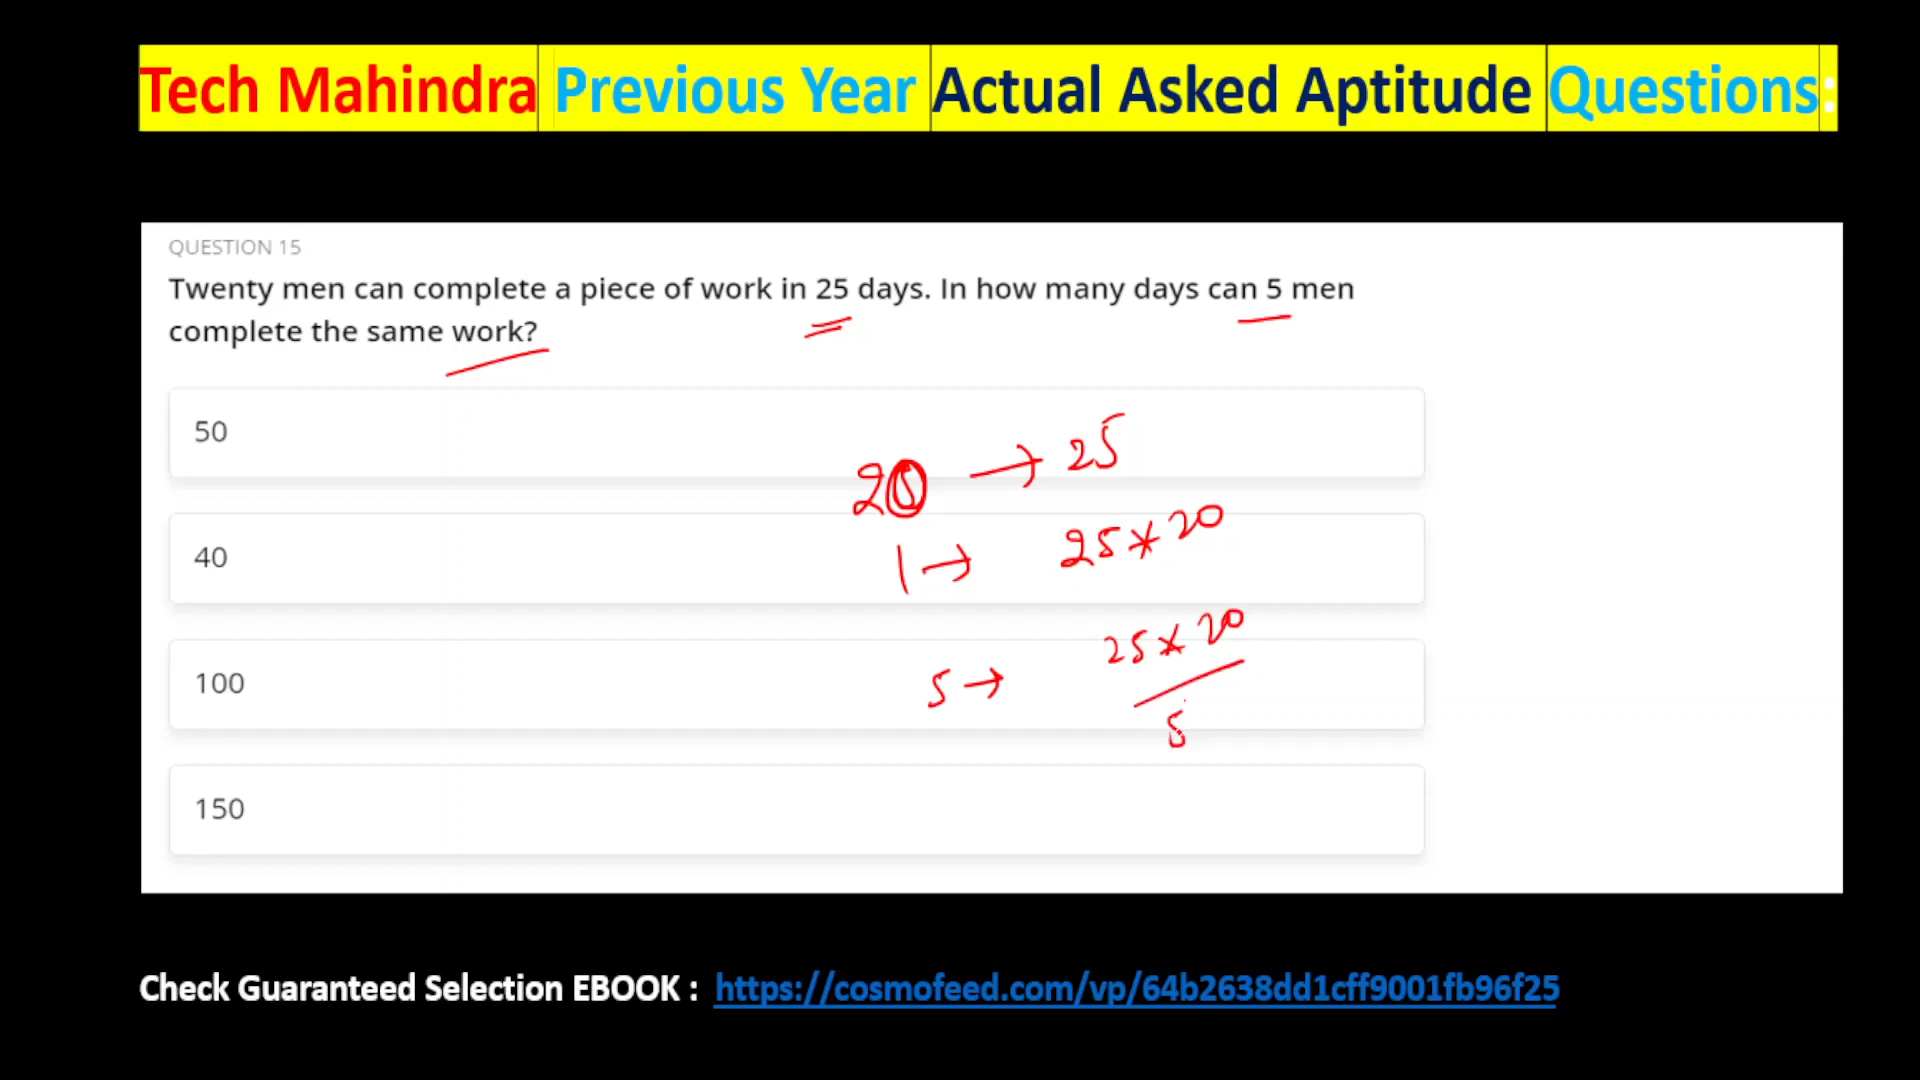 Tech Mahindra Previous Year Actual Asked Aptitude Questions:
QUESTION 15
Twenty men can complete a piece of work in 25 days. In how many days can 5 men
complete the same work?
50
20 → 25
40
1 → 25 * 20
100
5 → 25 * 20
5
150
Check Guaranteed Selection EBOOK : https://cosmofeed.com/vp/64b2638dd1cff9001fb96f25